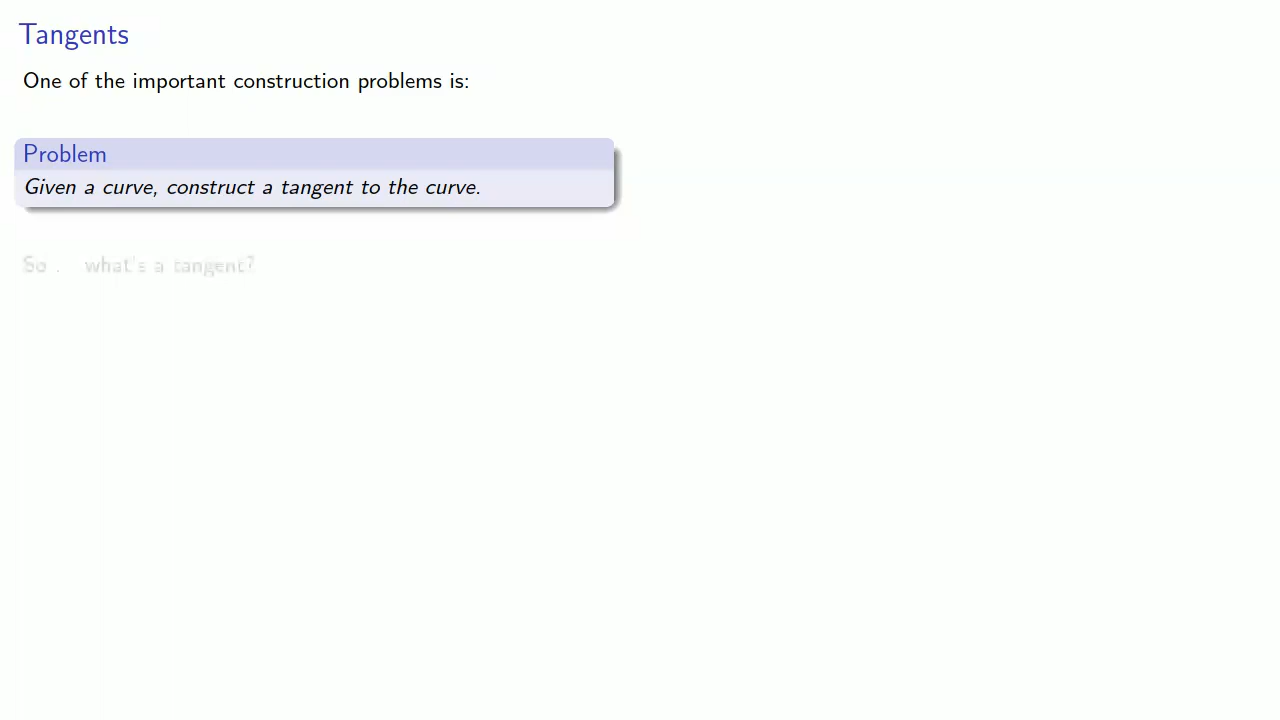 Tangents
One of the important construction problems is:
Problem
Given a curve, construct a tangent to the curve.
So . what's a tangent?